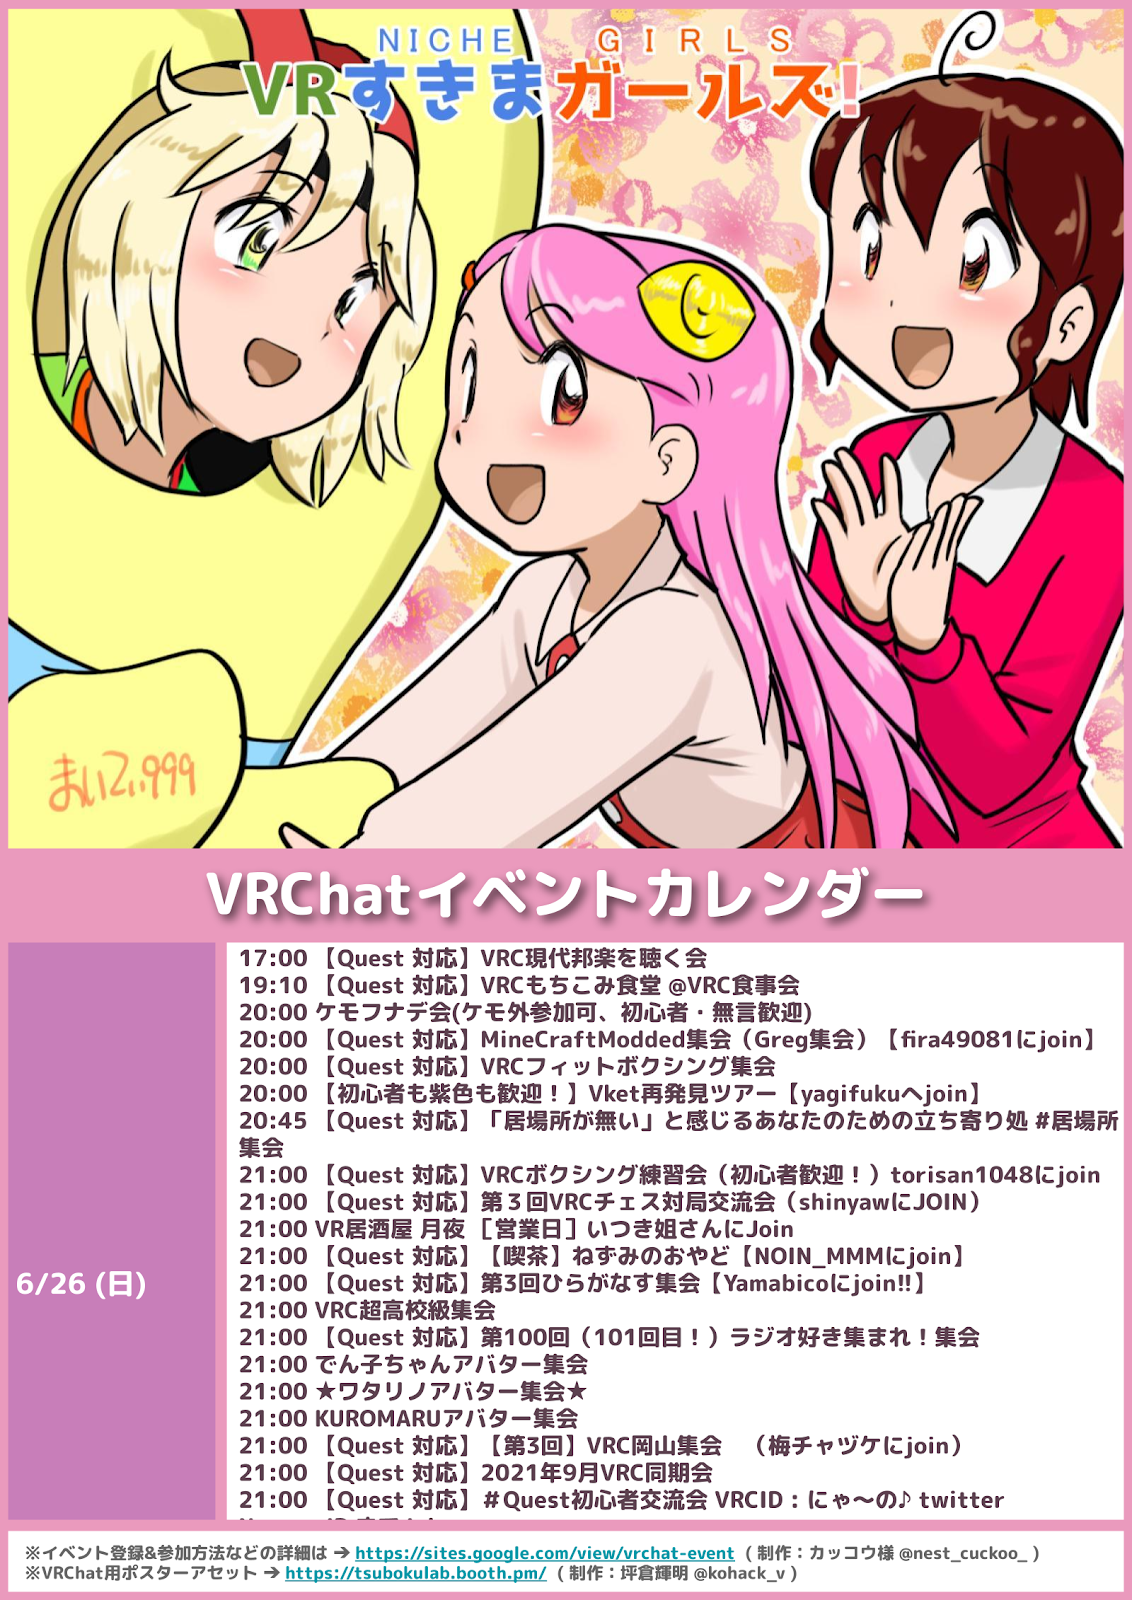 NICHE GIRLS
VRすきまガールズ!
まいてい999
VRChatイベントカレンダー
6/26 (日)
17:00 【Quest 対応】VRC現代邦楽を聴く会
19:10 【Quest 対応】VRCもちこみ食堂 @VRC食事会
20:00 ケモフナデ会(ケモ外参加可、初心者・無言歓迎)
20:00 【Quest 対応】MineCraftModded集会（Greg集会）【fira49081にjoin】
20:00 【Quest 対応】VRCフィットボクシング集会
20:00 【初心者も紫色も歓迎！】Vket再発見ツアー【yagifukuへjoin】
20:45 【Quest 対応】「居場所が無い」と感じるあなたのための立ち寄り処 #居場所
集会
21:00 【Quest 対応】VRCボクシング練習会（初心者歓迎！）torisan1048にjoin
21:00 【Quest 対応】第３回VRCチェス対局交流会（shinyawにJOIN）
21:00 VR居酒屋 月夜 ［営業日］いつき姐さんにJoin
21:00 【Quest 対応】【喫茶】ねずみのおやど【NOIN_MMMにjoin】
21:00 【Quest 対応】第3回ひらがなす集会【Yamabicoにjoin!!】
21:00 VRC超高校級集会
21:00 【Quest 対応】第100回（101回目！）ラジオ好き集まれ！集会
21:00 でん子ちゃんアバター集会
21:00 ★ワタリノアバター集会★
21:00 KUROMARUアバター集会
21:00 【Quest 対応】【第3回】VRC岡山集会　（梅チャヅケにjoin）
21:00 【Quest 対応】2021年9月VRC同期会
21:00 【Quest 対応】＃Quest初心者交流会 VRCID：にゃ〜の♪ twitter
※イベント登録&参加方法などの詳細は → https://sites.google.com/view/vrchat-event ( 制作：カッコウ様 @nest_cuckoo_ )
※VRChat用ポスターアセット → https://tsubokulab.booth.pm/ ( 制作：坪倉輝明 @kohack_v )